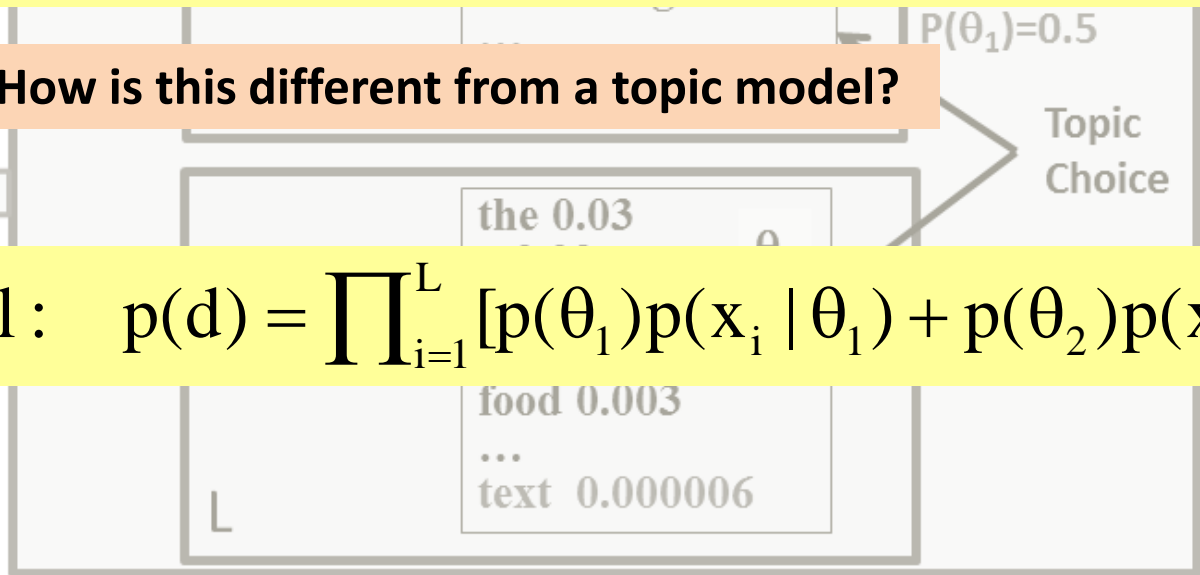 ...
P(θ₁)=0.5
How is this different from a topic model?
Topic
Choice
the 0.03
l : p(d) = ∏ᴸᵢ₌₁ [p(θ₁)p(xᵢ | θ₁) + p(θ₂)p(x
food 0.003
...
text 0.000006
L